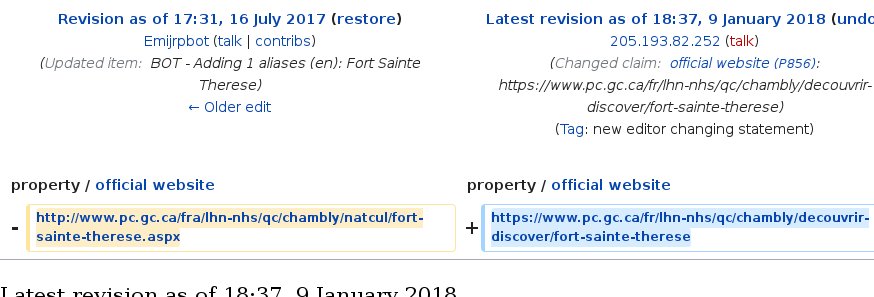 Revision as of 17:31, 16 July 2017 (restore)
Emijrpbot (talk | contribs)
(Updated item: BOT - Adding 1 aliases (en): Fort Sainte
Therese)
← Older edit
Latest revision as of 18:37, 9 January 2018 (undo
205.193.82.252 (talk)
(Changed claim: official website (P856):
https://www.pc.gc.ca/fr/lhn-nhs/qc/chambly/decouvrir-
discover/fort-sainte-therese)
(Tag: new editor changing statement)
property / official website
- http://www.pc.gc.ca/fra/lhn-nhs/qc/chambly/natcul/fort-
sainte-therese.aspx
property / official website
+ https://www.pc.gc.ca/fr/lhn-nhs/qc/chambly/decouvrir-
discover/fort-sainte-therese
Latest revision as of 18:37, 9 January 2018